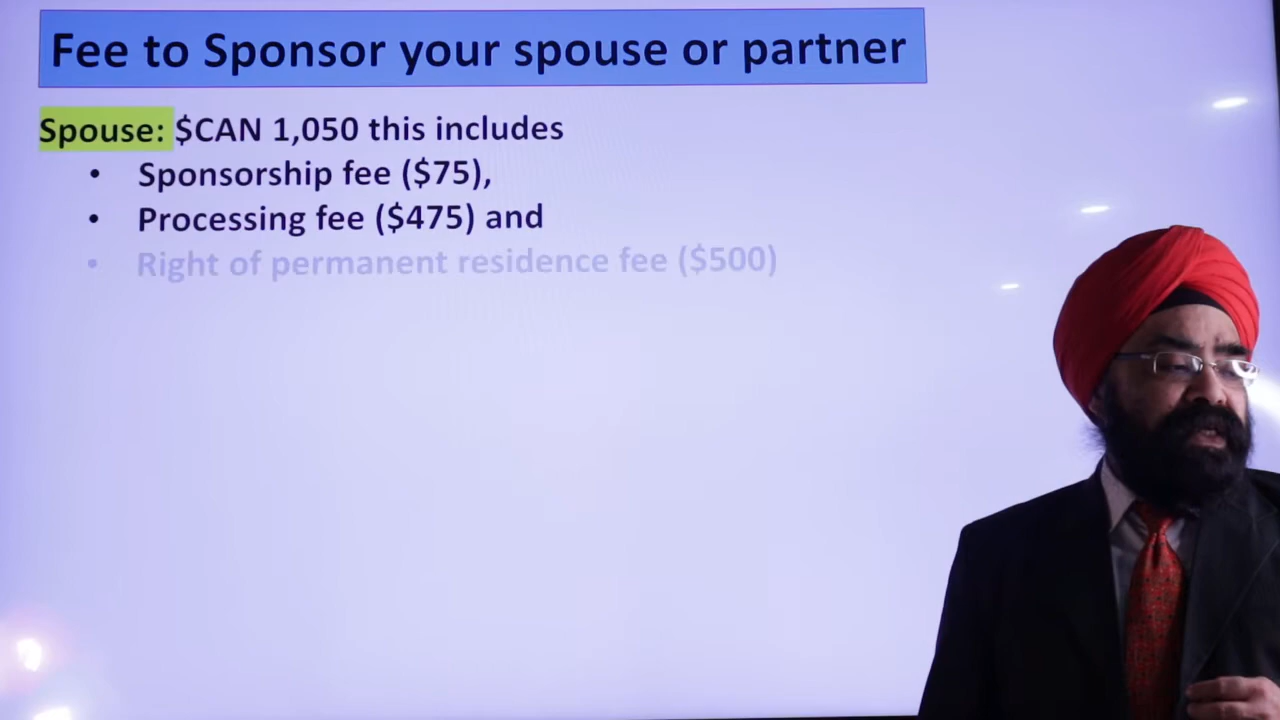 Fee to Sponsor your spouse or partner
Spouse: $CAN 1,050 this includes
• Sponsorship fee ($75),
• Processing fee ($475) and
• Right of permanent residence fee ($500)